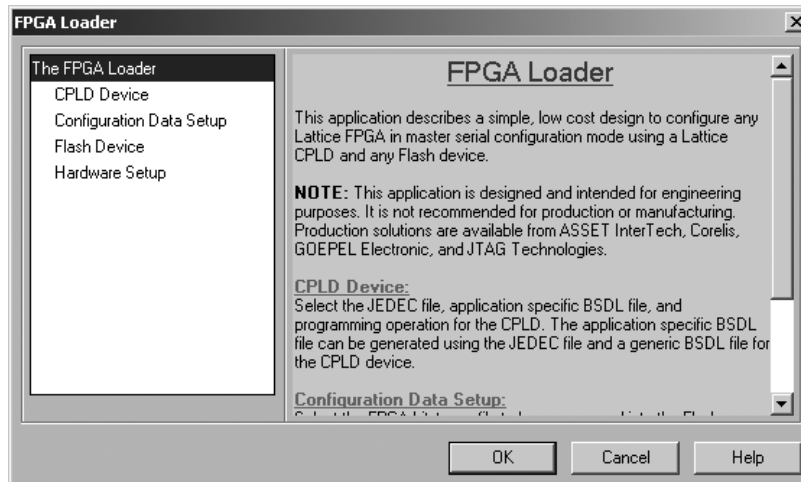 FPGA Loader
The FPGA Loader
CPLD Device
Configuration Data Setup
Flash Device
Hardware Setup
FPGA Loader
This application describes a simple, low cost design to configure any
Lattice FPGA in master serial configuration mode using a Lattice
CPLD and any Flash device.
NOTE: This application is designed and intended for engineering
purposes. It is not recommended for production or manufacturing.
Production solutions are available from ASSET InterTech, Corelis,
GOEPEL Electronic, and JTAG Technologies.
CPLD Device:
Select the JEDEC file, application specific BSDL file, and
programming operation for the CPLD. The application specific BSDL
file can be generated using the JEDEC file and a generic BSDL file for
the CPLD device.
Configuration Data Setup:
OK
Cancel
Help